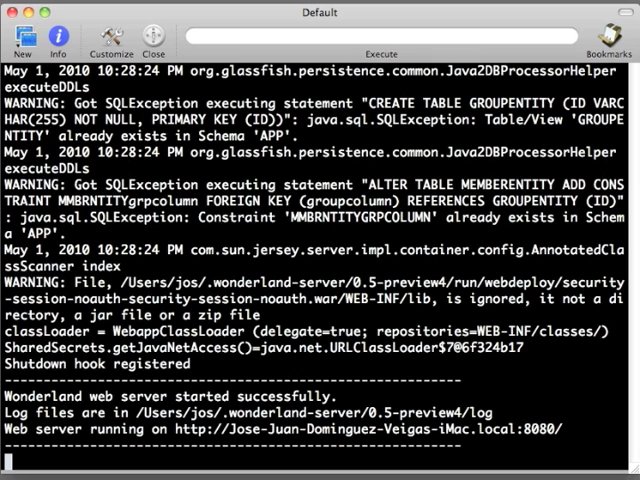 Default
New
Info
Customize
Close
Execute
Bookmarks
May 1, 2010 10:28:24 PM org.glassfish.persistence.common.Java2DBProcessorHelper
executeDDLs
WARNING: Got SQLException executing statement "CREATE TABLE GROUPENTITY (ID VARC
HAR(255) NOT NULL, PRIMARY KEY (ID))": java.sql.SQLException: Table/View 'GROUPE
NTITY' already exists in Schema 'APP'.
May 1, 2010 10:28:24 PM org.glassfish.persistence.common.Java2DBProcessorHelper
executeDDLs
WARNING: Got SQLException executing statement "ALTER TABLE MEMBERENTITY ADD CONS
TRAINT MMBRNTITYgrpcolumn FOREIGN KEY (groupcolumn) REFERENCES GROUPENTITY (ID)"
: java.sql.SQLException: Constraint 'MMBRNTITYGRPCOLUMN' already exists in Schem
a 'APP'.
May 1, 2010 10:28:24 PM com.sun.jersey.server.impl.container.config.AnnotatedCla
ssScanner index
WARNING: File, /Users/jos/.wonderland-server/0.5-preview4/run/webdeploy/security
-session-noauth-security-session-noauth.war/WEB-INF/lib, is ignored, it not a di
rectory, a jar file or a zip file
classLoader = WebappClassLoader (delegate=true; repositories=WEB-INF/classes/)
SharedSecrets.getJavaNetAccess()=java.net.URLClassLoader$7@6f324b17
Shutdown hook registered
---------------------------------------------------------
Wonderland web server started successfully.
Log files are in /Users/jos/.wonderland-server/0.5-preview4/log
Web server running on http://Jose-Juan-Dominguez-Veigas-iMac.local:8080/
---------------------------------------------------------